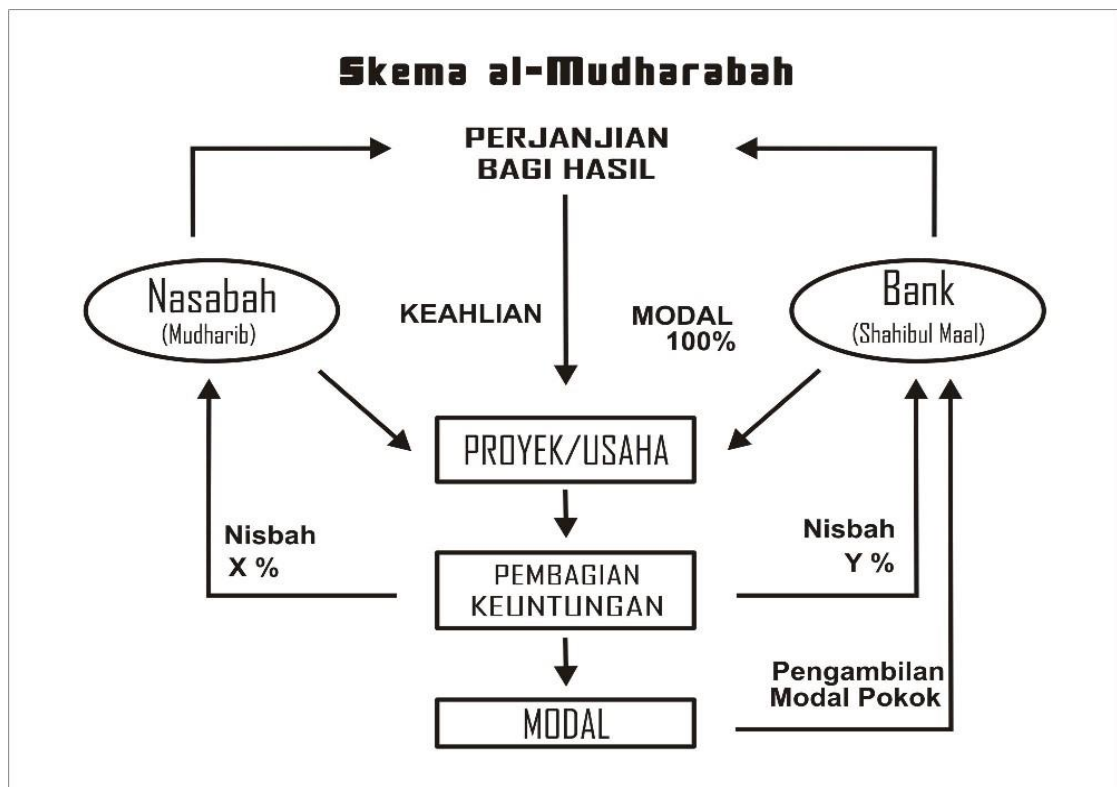 Skema al-Mudharabah
PERJANJIAN
BAGI HASIL
Nasabah
(Mudharib)
Bank
(Shahibul Maal)
KEAHLIAN
MODAL
100%
PROYEK/USAHA
Nisbah
X %
Nisbah
Y %
PEMBAGIAN
KEUNTUNGAN
Pengambilan
Modal Pokok
MODAL